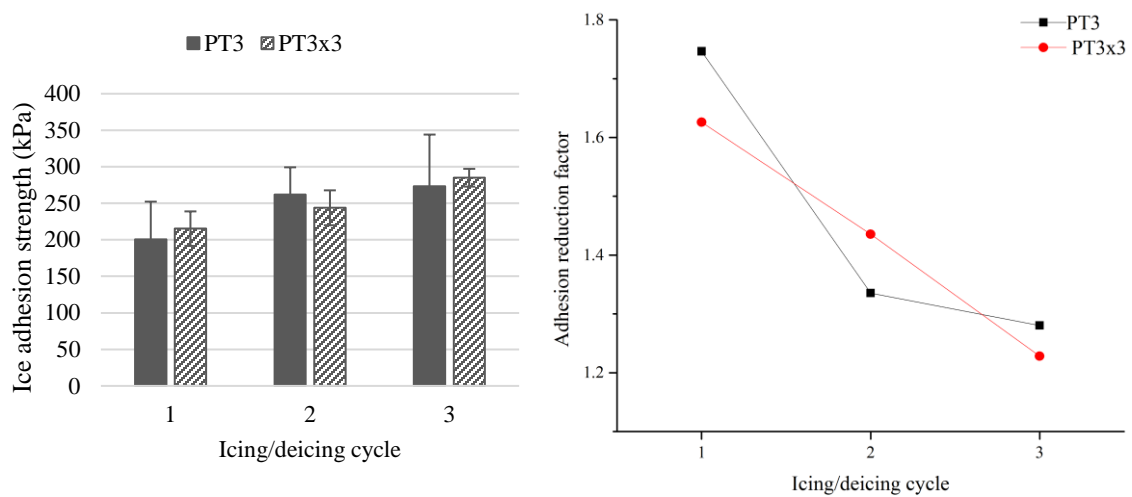 PT3 PT3x3
Ice adhesion strength (kPa)
400
350
300
250
200
150
100
50
0
1 2 3
Icing/deicing cycle
PT3
PT3x3
Adhesion reduction factor
1.8
1.6
1.4
1.2
1 2 3
Icing/deicing cycle